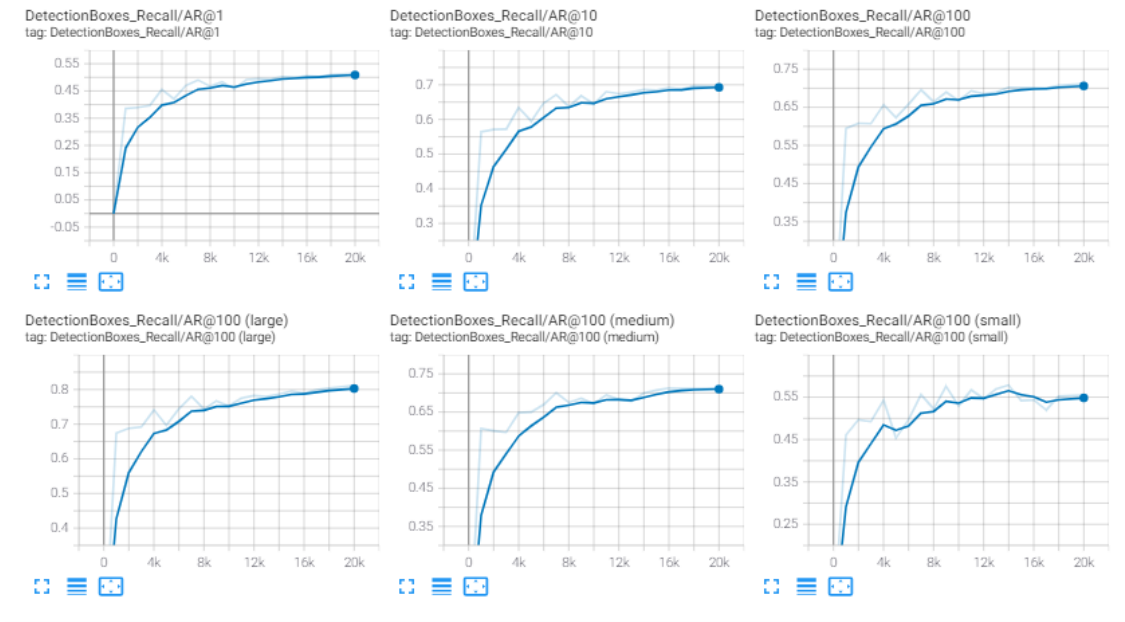 DetectionBoxes_Recall/AR@1
tag: DetectionBoxes_Recall/AR@1
0.55
0.45
0.35
0.25
0.15
0.05
-0.05
0 4k 8k 12k 16k 20k
DetectionBoxes_Recall/AR@10
tag: DetectionBoxes_Recall/AR@10
0.7
0.6
0.5
0.4
0.3
0 4k 8k 12k 16k 20k
DetectionBoxes_Recall/AR@100
tag: DetectionBoxes_Recall/AR@100
0.75
0.65
0.55
0.45
0.35
0 4k 8k 12k 16k 20k
DetectionBoxes_Recall/AR@100 (large)
tag: DetectionBoxes_Recall/AR@100 (large)
0.8
0.7
0.6
0.5
0.4
0 4k 8k 12k 16k 20k
DetectionBoxes_Recall/AR@100 (medium)
tag: DetectionBoxes_Recall/AR@100 (medium)
0.75
0.65
0.55
0.45
0.35
0 4k 8k 12k 16k 20k
DetectionBoxes_Recall/AR@100 (small)
tag: DetectionBoxes_Recall/AR@100 (small)
0.55
0.45
0.35
0.25
0 4k 8k 12k 16k 20k